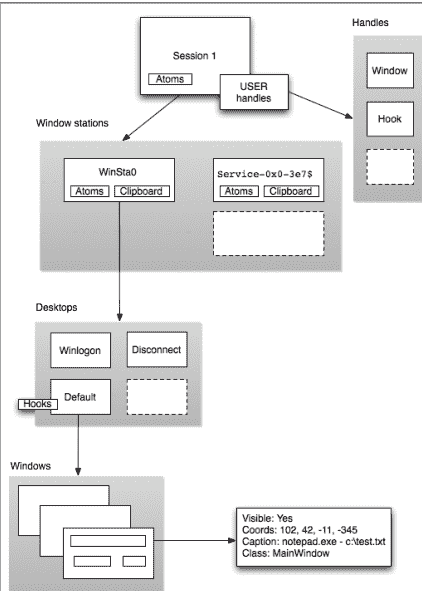 Handles
Session 1
Atoms
USER
handles
Window
Hook
Window stations
WinSta0
Atoms
Clipboard
Service-0x0-3e7$
Atoms
Clipboard
Desktops
Winlogon
Disconnect
Default
Hooks
Windows
Visible: Yes
Coords: 102, 42, -11, -345
Caption: notepad.exe - c:\test.txt
Class: MainWindow